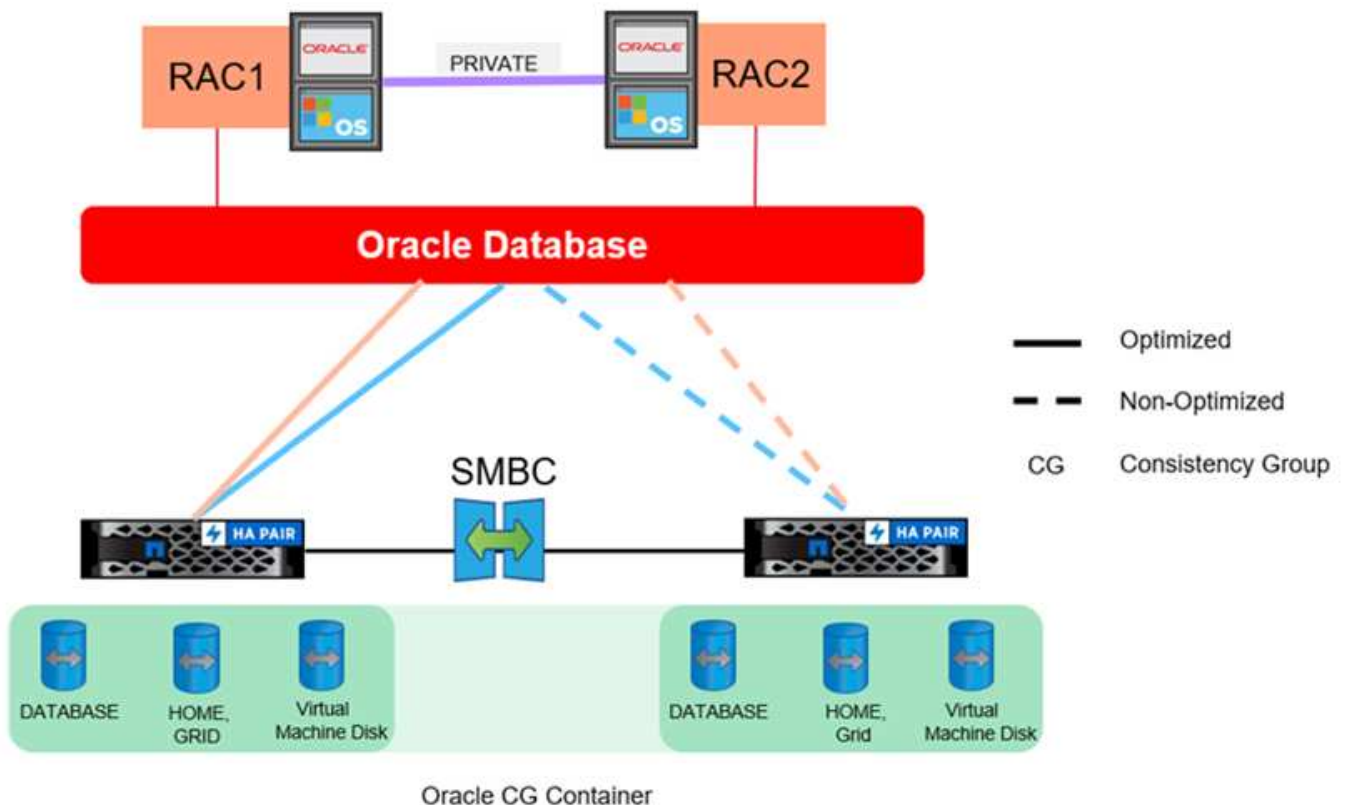 RAC1
ORACLE
OS
PRIVATE
ORACLE
OS
RAC2
Oracle Database
Optimized
Non-Optimized
CG Consistency Group
SMBC
HA PAIR
HA PAIR
DATABASE
HOME,
GRID
Virtual
Machine Disk
DATABASE
HOME,
Grid
Virtual
Machine Disk
Oracle CG Container